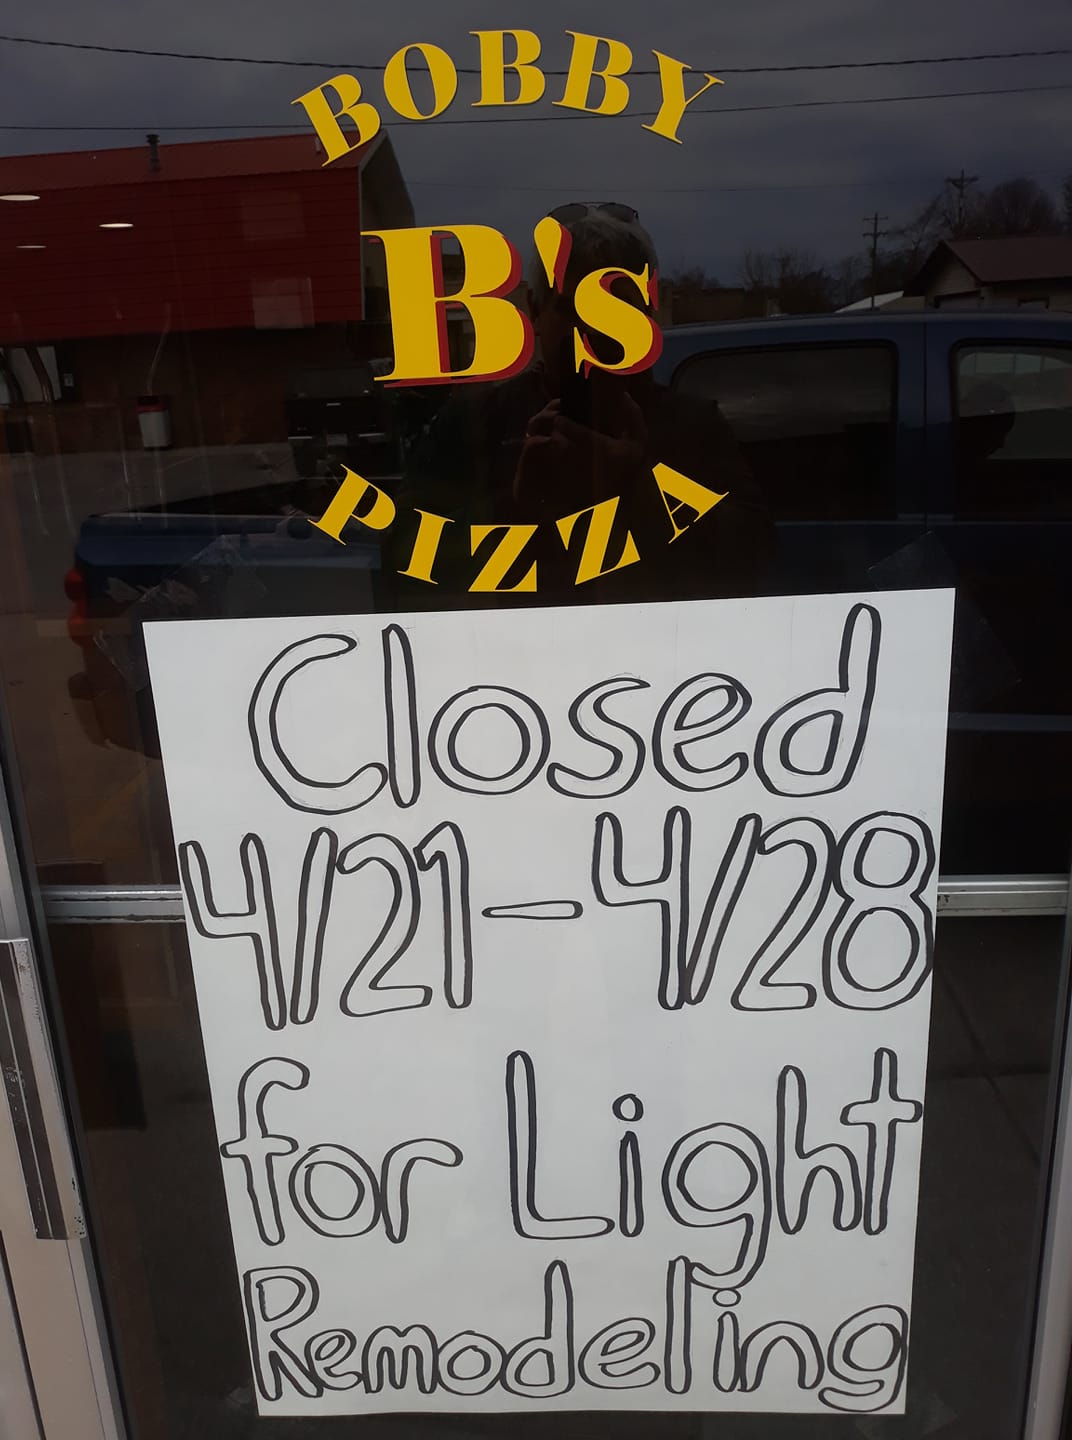 BOBBY
B's
PIZZA
Closed
4/21-4/28
for Light
Remodeling